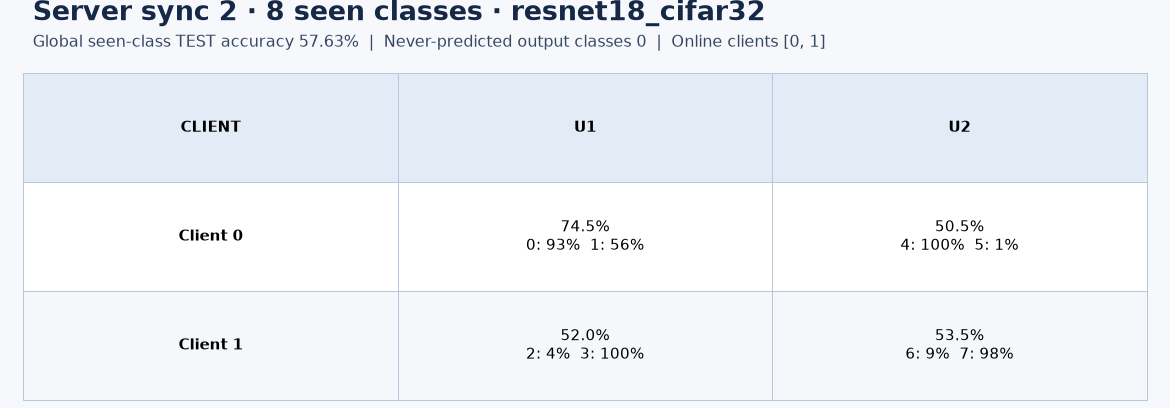 Server sync 2 · 8 seen classes · resnet18_cifar32
Global seen-class TEST accuracy 57.63%  |  Never-predicted output classes 0  |  Online clients [0, 1]
CLIENT
U1
U2
Client 0
74.5%
0: 93%  1: 56%
50.5%
4: 100%  5: 1%
Client 1
52.0%
2: 4%  3: 100%
53.5%
6: 9%  7: 98%